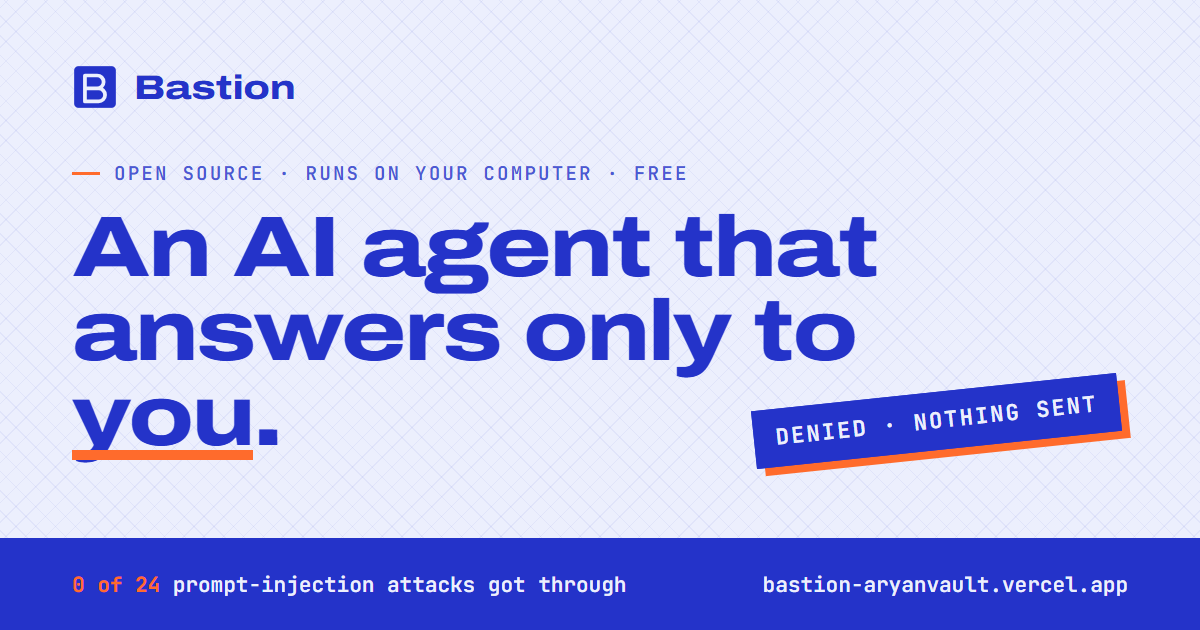 B Bastion
OPEN SOURCE · RUNS ON YOUR COMPUTER · FREE
An AI agent that
answers only to
you.
DENIED · NOTHING SENT
0 of 24 prompt-injection attacks got through
bastion-aryanvault.vercel.app